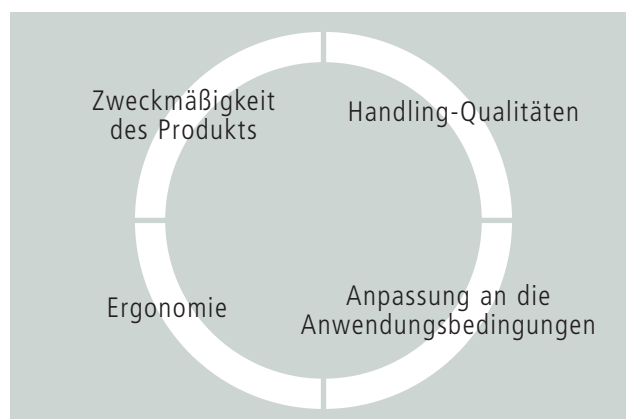 Zweckmäßigkeit
des Produkts
Handling-Qualitäten
Ergonomie
Anpassung an die
Anwendungsbedingungen